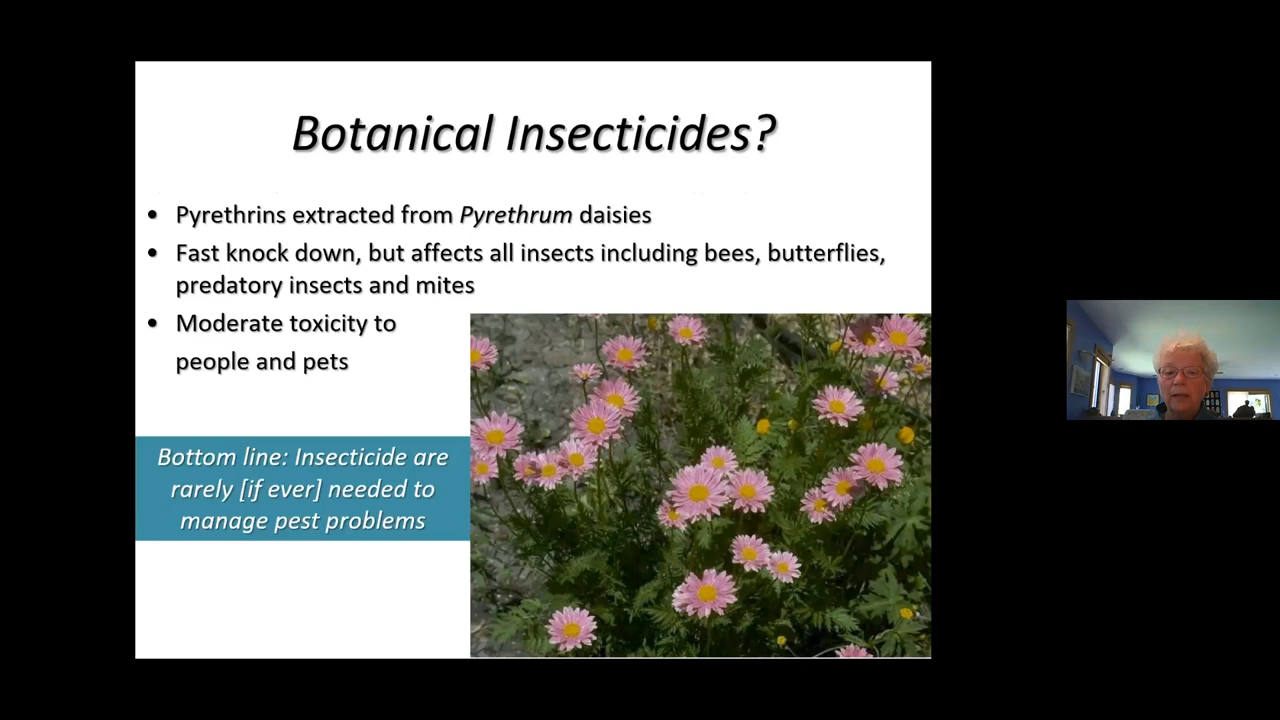 Botanical Insecticides?
• Pyrethrins extracted from Pyrethrum daisies
• Fast knock down, but affects all insects including bees, butterflies,
predatory insects and mites
• Moderate toxicity to
people and pets
Bottom line: Insecticide are
rarely [if ever] needed to
manage pest problems